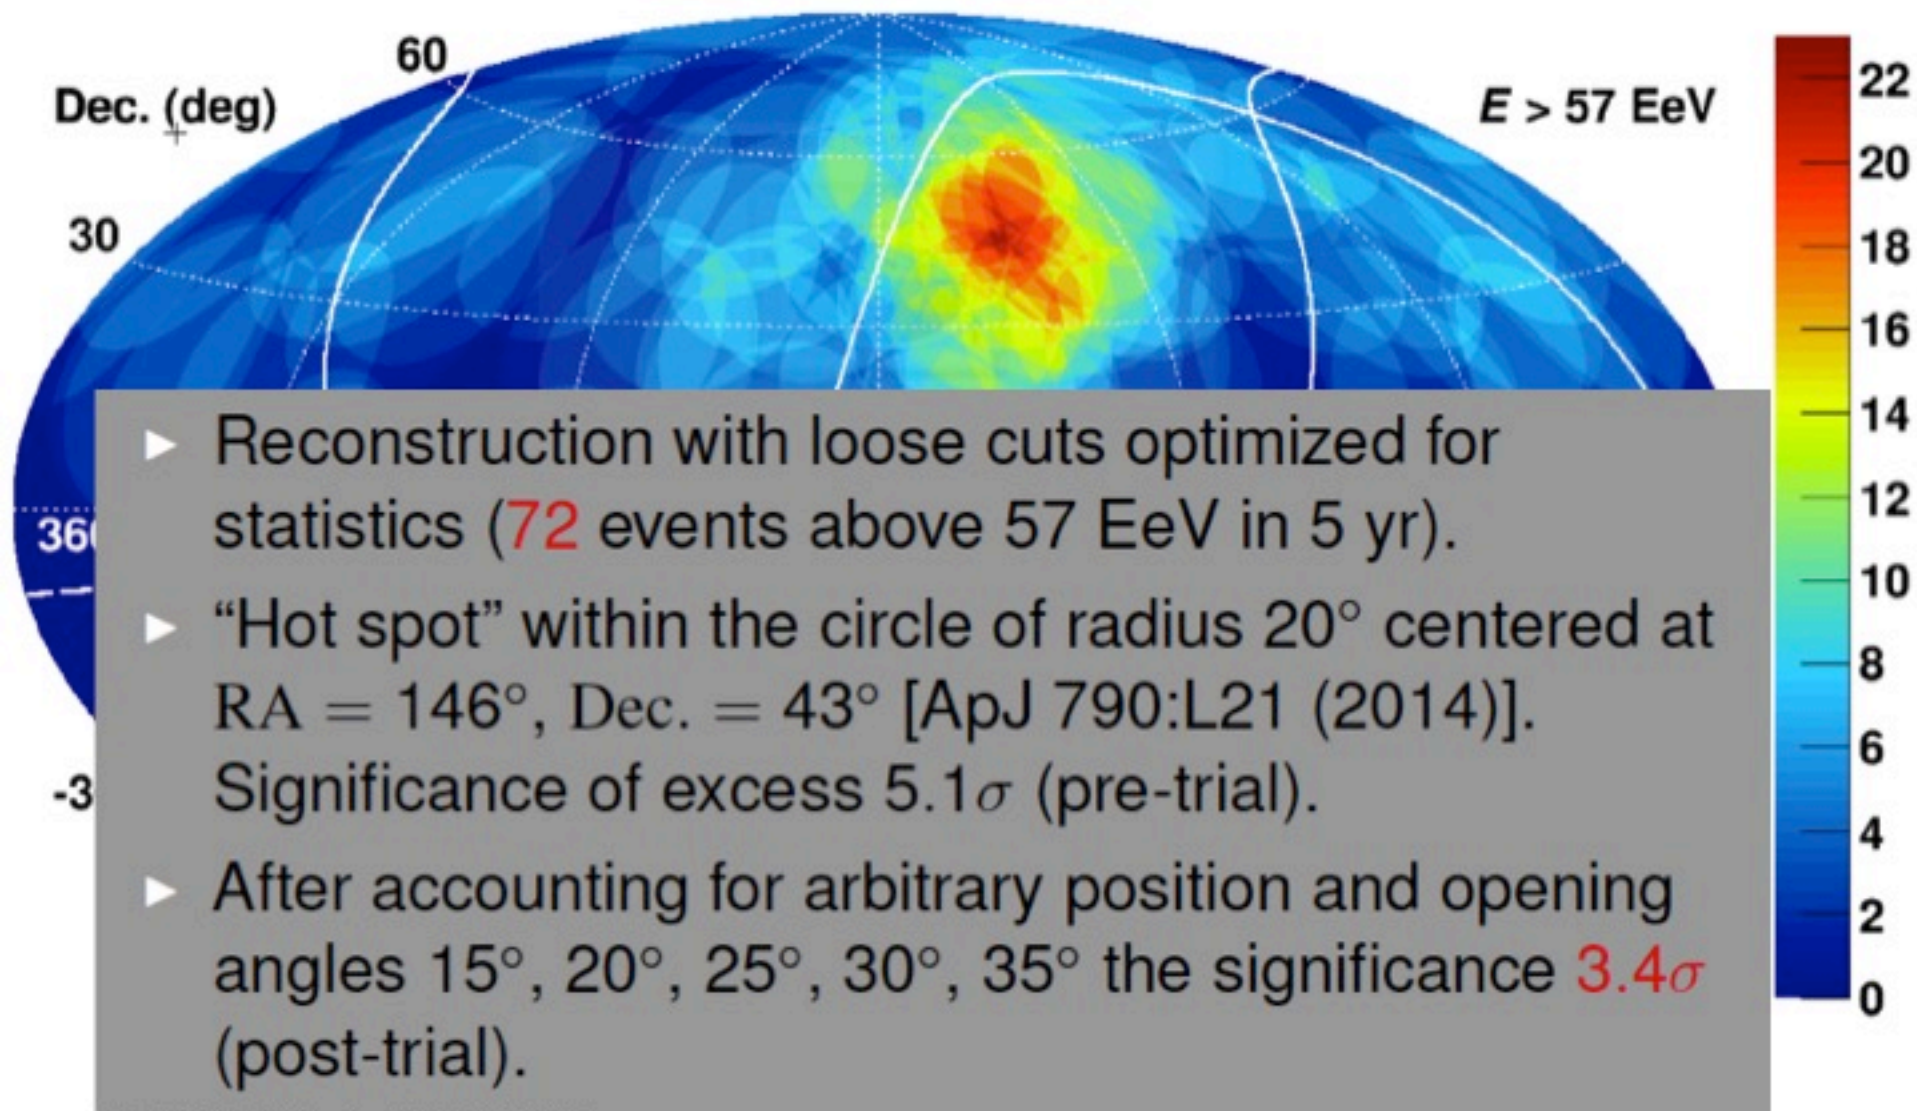 60
Dec. (deg)
E > 57 EeV
30
22
20
18
16
14
12
10
8
6
4
2
0
► Reconstruction with loose cuts optimized for
statistics (72 events above 57 EeV in 5 yr).
360
► “Hot spot” within the circle of radius 20° centered at
RA = 146°, Dec. = 43° [ApJ 790:L21 (2014)].
Significance of excess 5.1σ (pre-trial).
-3
► After accounting for arbitrary position and opening
angles 15°, 20°, 25°, 30°, 35° the significance 3.4σ
(post-trial).